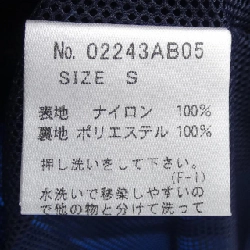 No. 02243AB05
SIZE S
表地 ナイロン 100%
裏地 ポリエステル 100%
押し洗いをして下さい。
(F-1)
水洗いで移染しやすいの
で他の物と分けて洗って